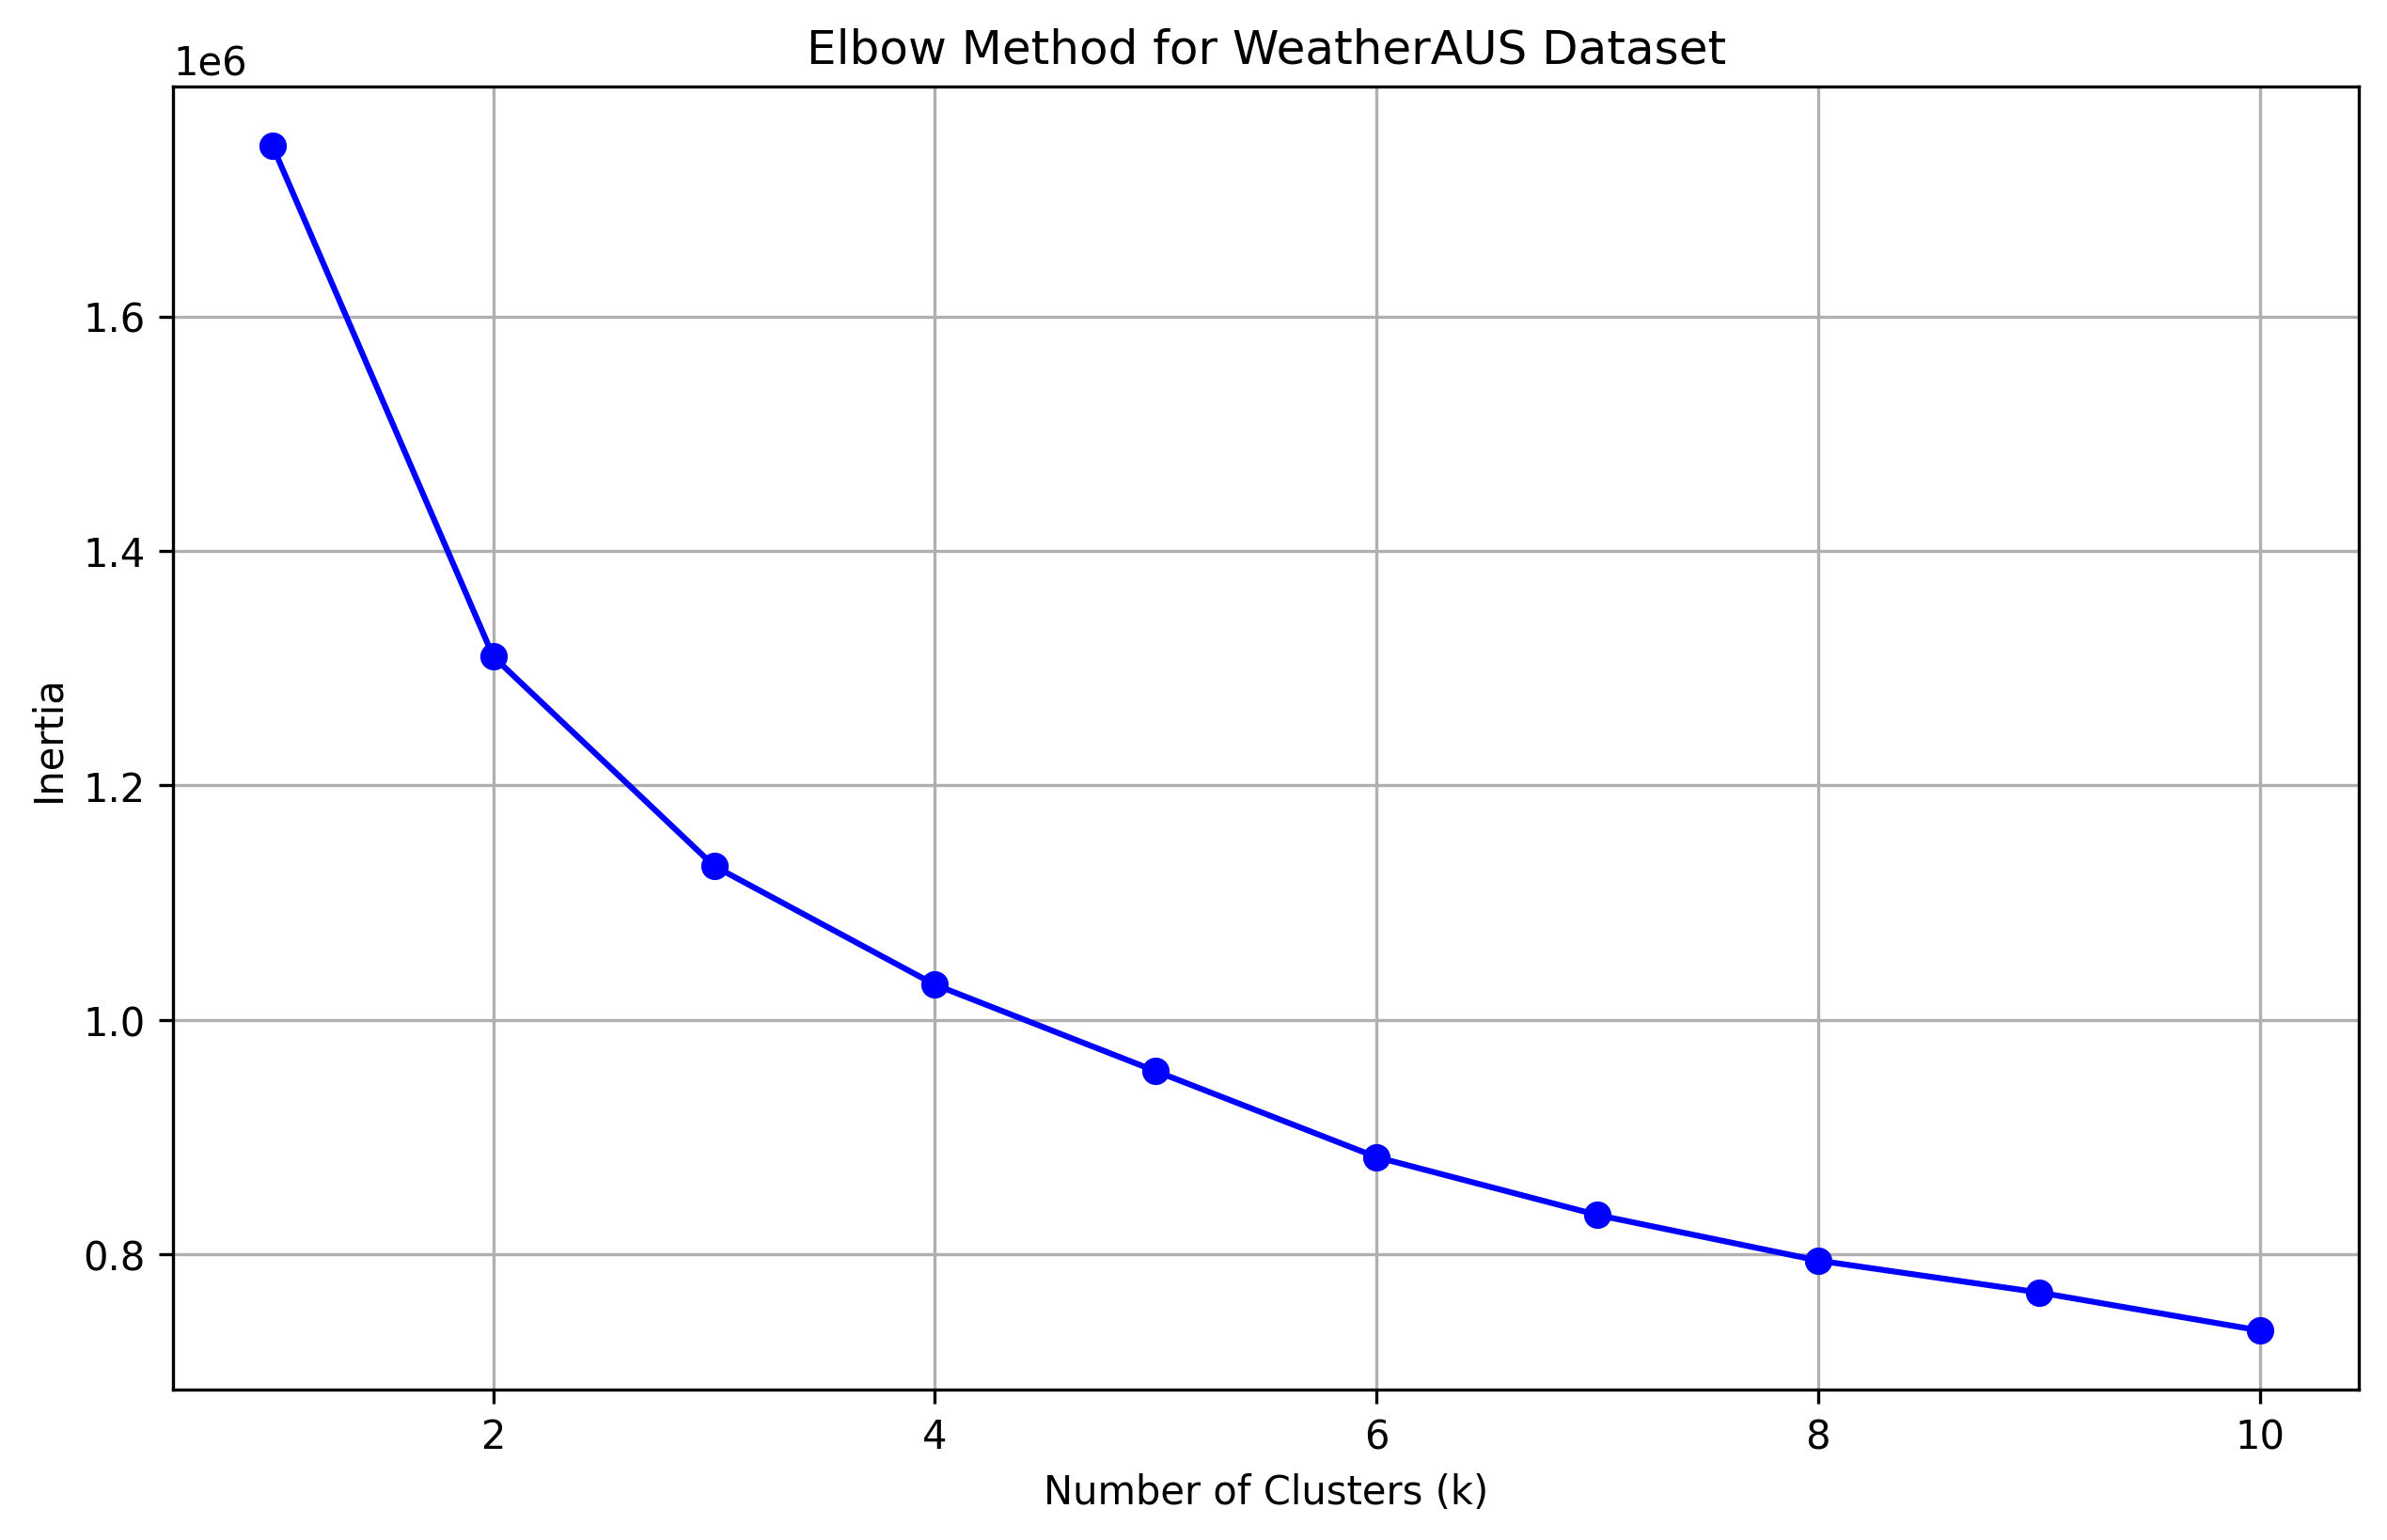 Elbow Method for WeatherAUS Dataset
1e6
1.6
1.4
1.2
1.0
0.8
Inertia
2 4 6 8 10
Number of Clusters (k)